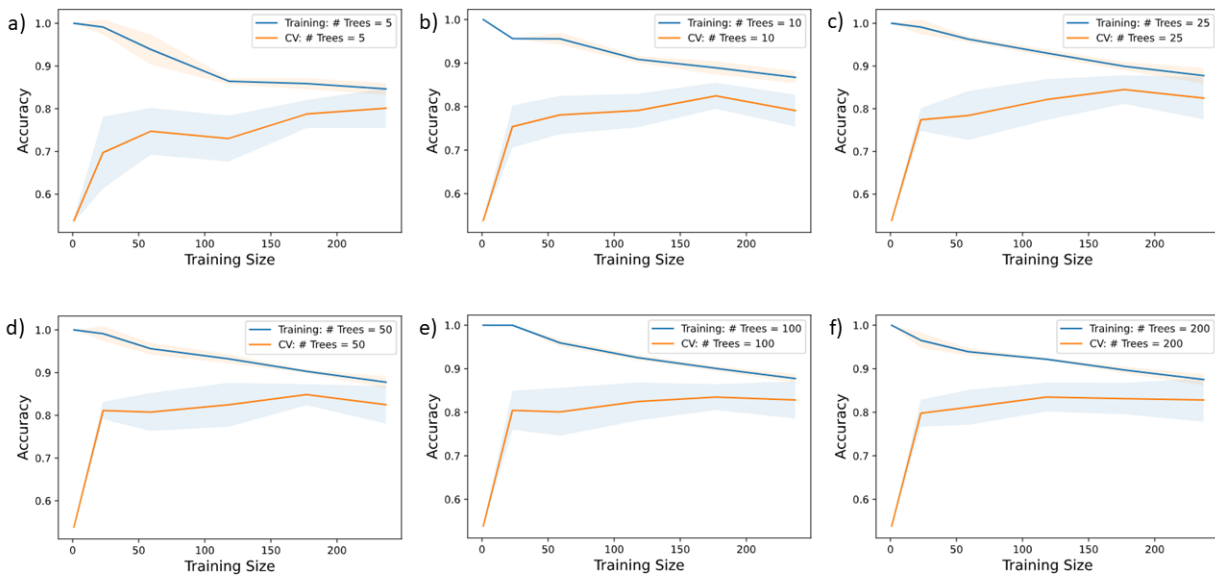 a)
Training: # Trees = 5
CV: # Trees = 5
1.0
0.9
0.8
0.7
0.6
Accuracy
0
50
100
150
200
Training Size
b)
Training: # Trees = 10
CV: # Trees = 10
1.0
0.9
0.8
0.7
0.6
Accuracy
0
50
100
150
200
Training Size
c)
Training: # Trees = 25
CV: # Trees = 25
1.0
0.9
0.8
0.7
0.6
Accuracy
0
50
100
150
200
Training Size
d)
Training: # Trees = 50
CV: # Trees = 50
1.0
0.9
0.8
0.7
0.6
Accuracy
0
50
100
150
200
Training Size
e)
Training: # Trees = 100
CV: # Trees = 100
1.0
0.9
0.8
0.7
0.6
Accuracy
0
50
100
150
200
Training Size
f)
Training: # Trees = 200
CV: # Trees = 200
1.0
0.9
0.8
0.7
0.6
Accuracy
0
50
100
150
200
Training Size